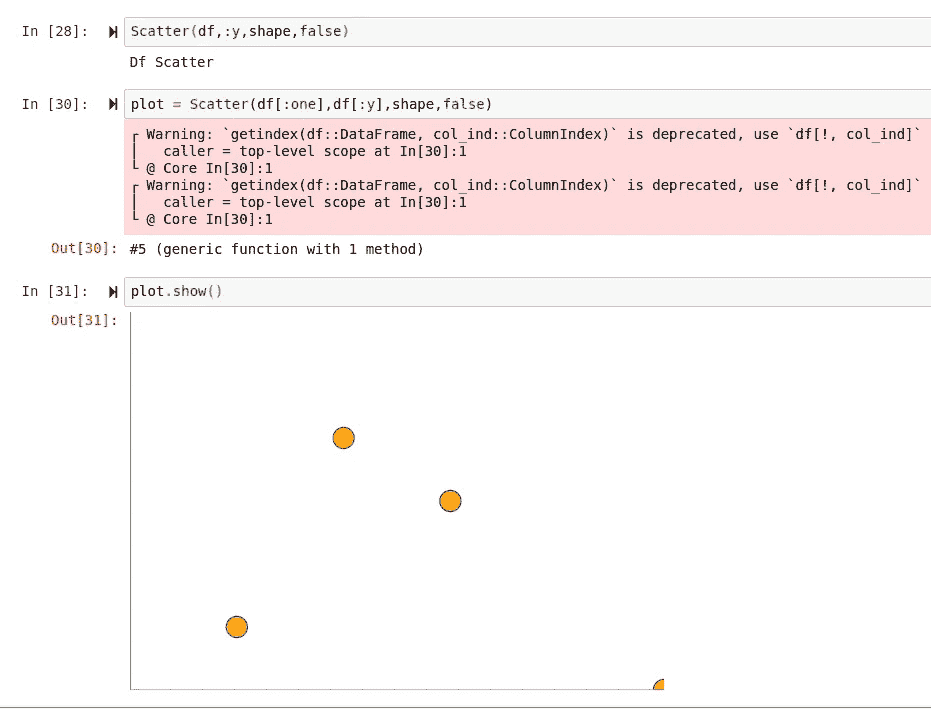 In [28]: Scatter(df,:y,shape,false)
Df Scatter
In [30]: plot = Scatter(df[:one],df[:y],shape,false)
┌ Warning: `getindex(df::DataFrame, col_ind::ColumnIndex)` is deprecated, use `df[!, col_ind]`
│   caller = top-level scope at In[30]:1
└ @ Core In[30]:1
┌ Warning: `getindex(df::DataFrame, col_ind::ColumnIndex)` is deprecated, use `df[!, col_ind]`
│   caller = top-level scope at In[30]:1
└ @ Core In[30]:1
Out[30]: #5 (generic function with 1 method)
In [31]: plot.show()
Out[31]: